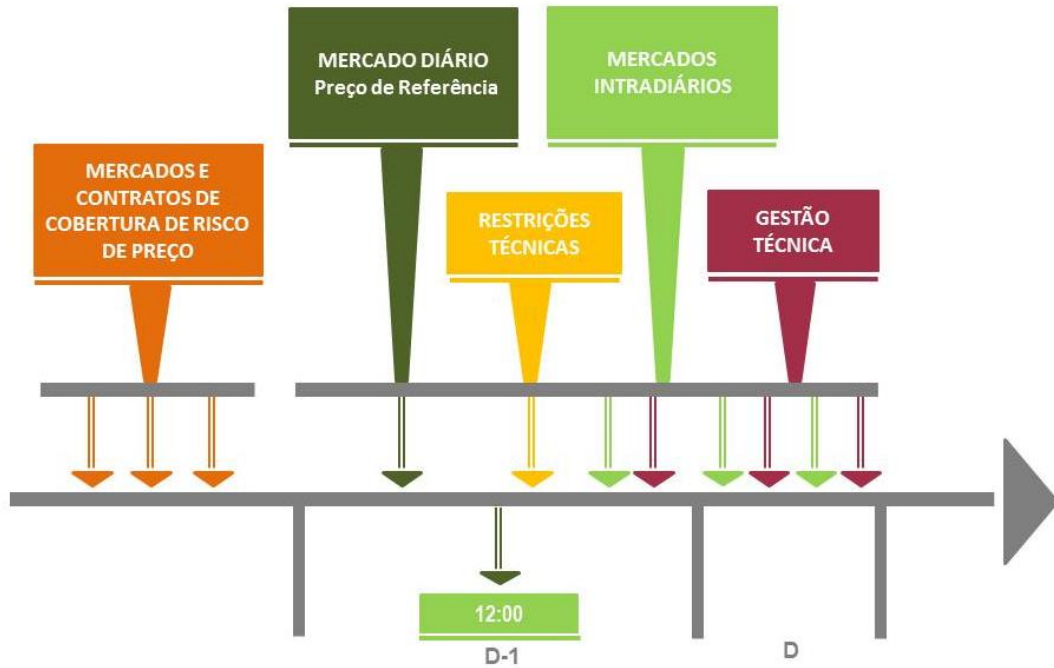 MERCADO DIÁRIO
Preço de Referência
MERCADOS
INTRADIÁRIOS
MERCADOS E
CONTRATOS DE
COBERTURA DE RISCO
DE PREÇO
RESTRIÇÕES
TÉCNICAS
GESTÃO
TÉCNICA
12:00
D-1
D